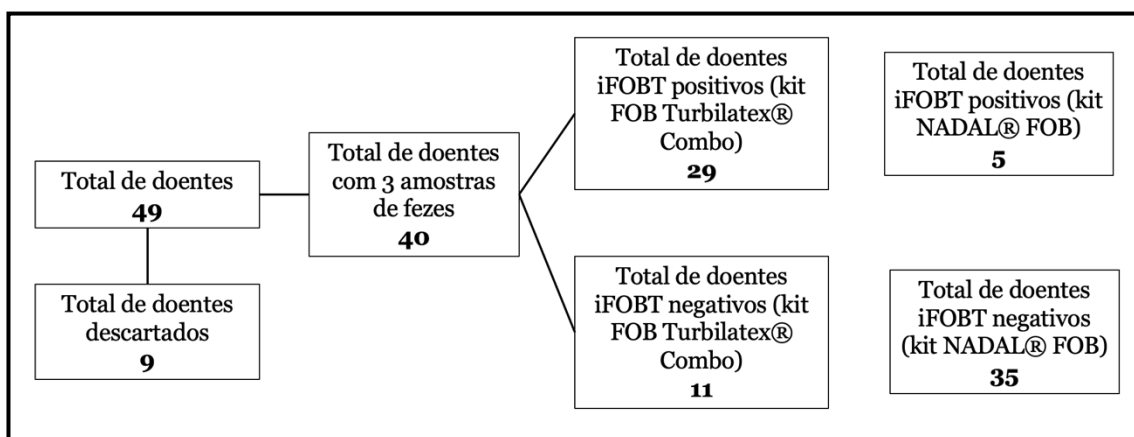 Total de doentes
49
Total de doentes
descartados
9
Total de doentes
com 3 amostras
de fezes
40
Total de doentes
iFOBT positivos (kit
FOB Turbilatex® 
Combo)
29
Total de doentes
iFOBT negativos (kit
FOB Turbilatex®
Combo)
11
Total de doentes
iFOBT positivos (kit
NADAL® FOB)
5
Total de doentes
iFOBT negativos
(kit NADAL® FOB)
35